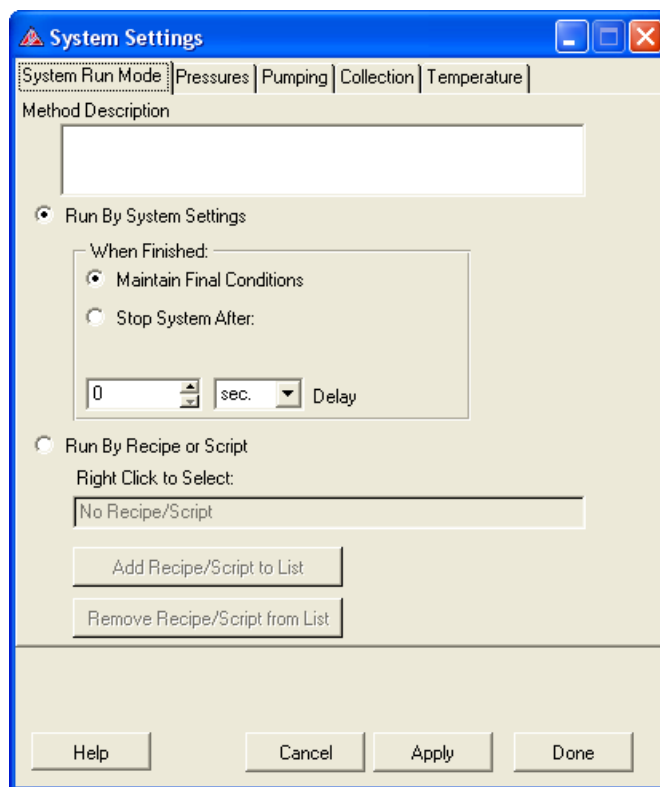 System Settings
System Run Mode Pressures Pumping Collection Temperature
Method Description
Run By System Settings
When Finished:
Maintain Final Conditions
Stop System After:
0 sec. Delay
Run By Recipe or Script
Right Click to Select:
No Recipe/Script
Add Recipe/Script to List
Remove Recipe/Script from List
Help Cancel Apply Done